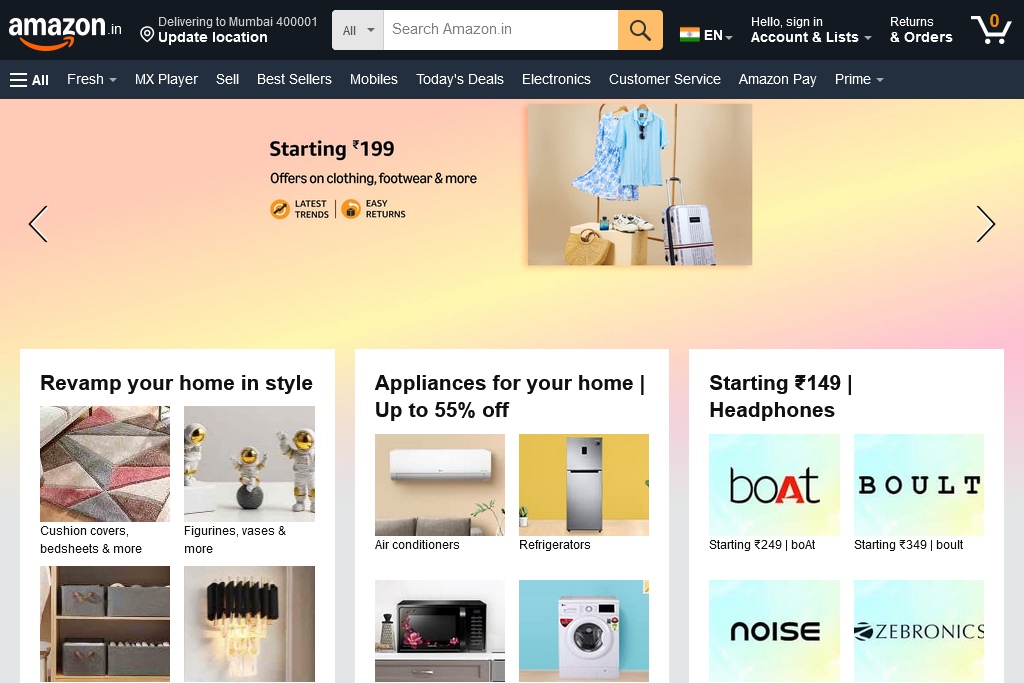 amazon.in
Delivering to Mumbai 400001
Update location
All
Search Amazon.in
EN
Hello, sign in
Account & Lists
Returns
& Orders
0
All
Fresh
MX Player
Sell
Best Sellers
Mobiles
Today's Deals
Electronics
Customer Service
Amazon Pay
Prime
Starting ₹199
Offers on clothing, footwear & more
LATEST
TRENDS
EASY
RETURNS
Revamp your home in style
Cushion covers,
bedsheets & more
Figurines, vases &
more
Appliances for your home |
Up to 55% off
Air conditioners
Refrigerators
Starting ₹149 |
Headphones
boAt
BOULT
Starting ₹249 | boAt
Starting ₹349 | boult
noise
ZEBRONICS